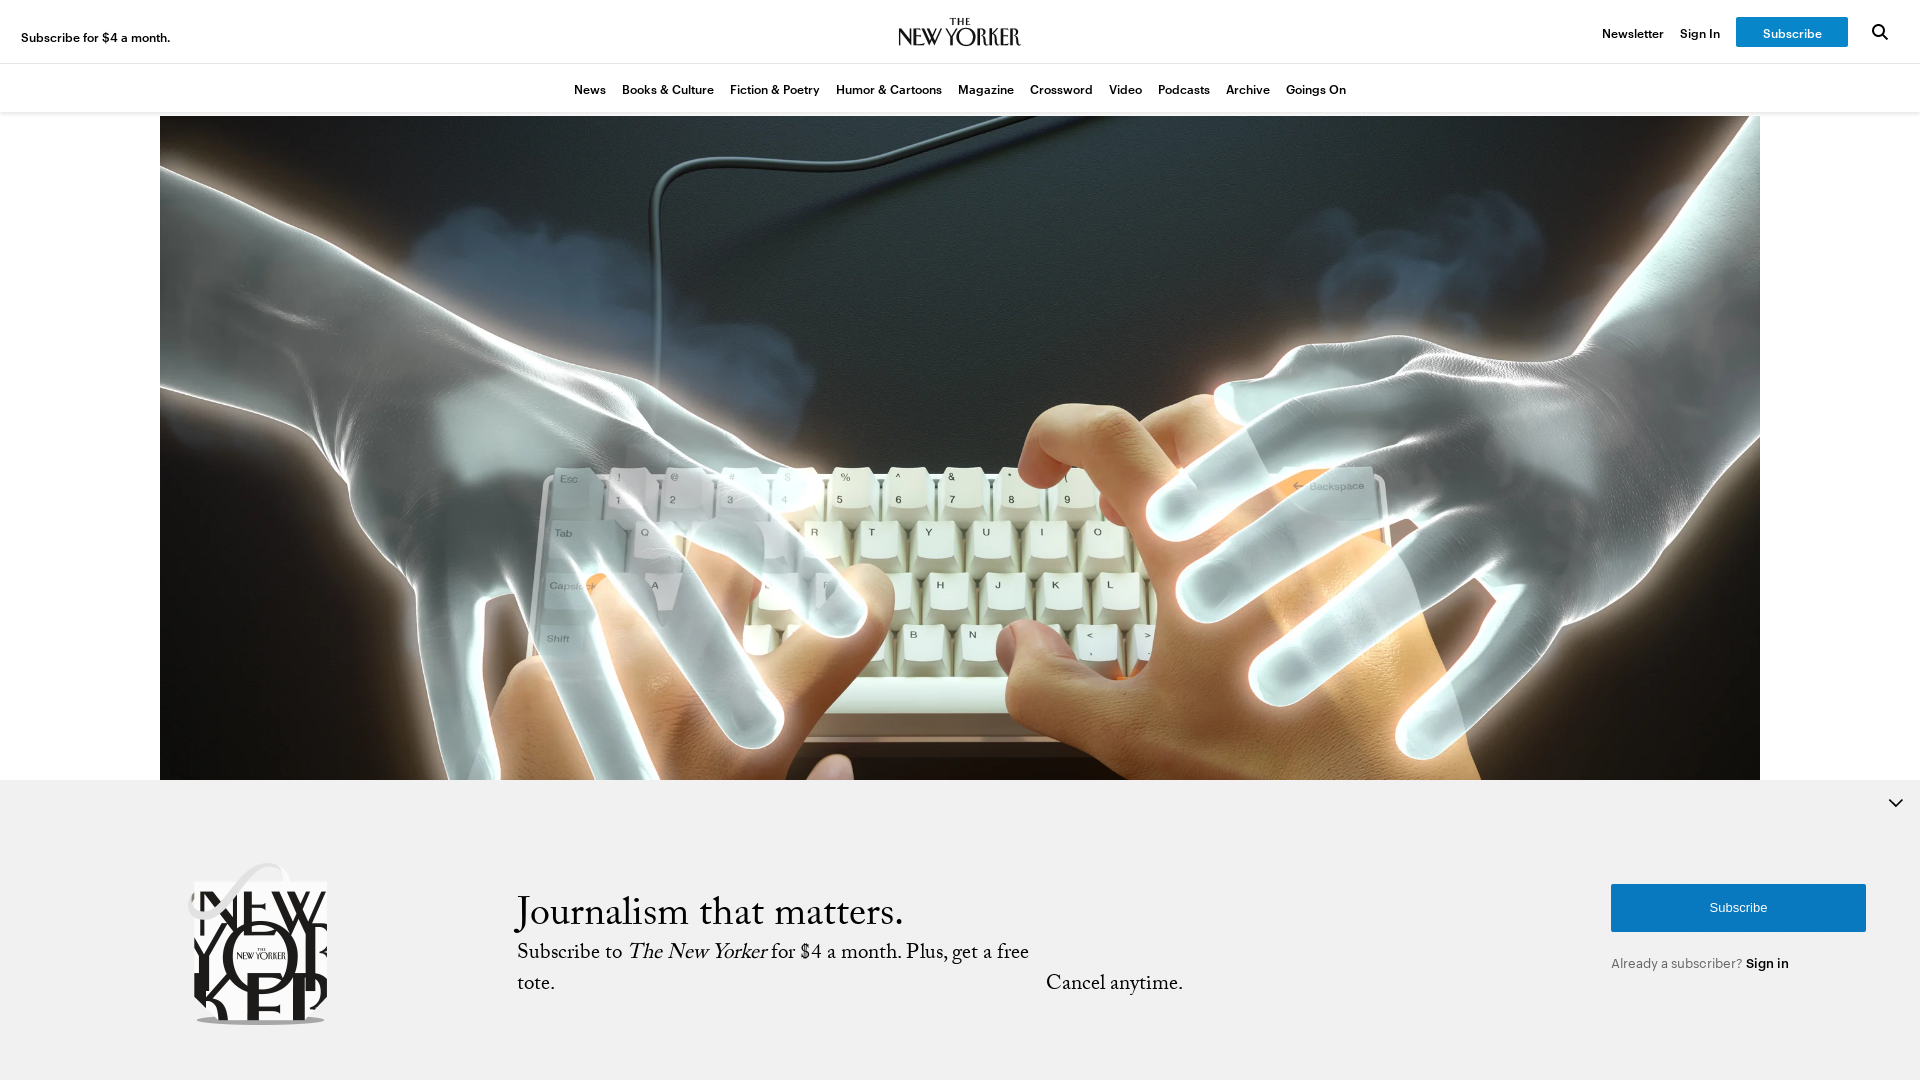 Subscribe for $4 a month.
THE
NEW YORKER
Newsletter
Sign In
Subscribe
News
Books & Culture
Fiction & Poetry
Humor & Cartoons
Magazine
Crossword
Video
Podcasts
Archive
Goings On
Esc
! @ # $ % ^ & * (
1 2 3 4 5 6 7 8 9
← Backspace
Tab Q R T Y U I O
Capslock A F H J K L
Shift B N < >
,
NEW
YOR
KER
THE
NEW YORKER
Journalism that matters.
Subscribe to The New Yorker for $4 a month. Plus, get a free
tote.
Cancel anytime.
Subscribe
Already a subscriber? Sign in